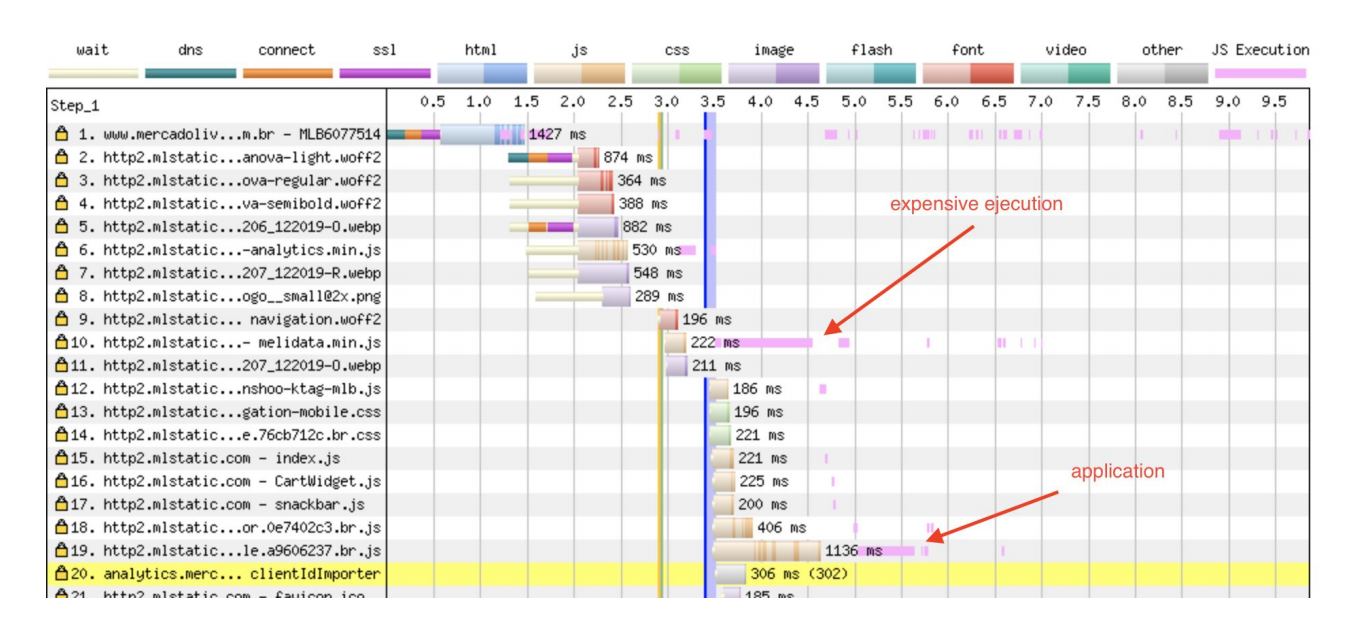 wait dns connect ssl html js css image flash font video other JS Execution
Step_1 0.5 1.0 1.5 2.0 2.5 3.0 3.5 4.0 4.5 5.0 5.5 6.0 6.5 7.0 7.5 8.0 8.5 9.0 9.5
1. www.mercadoliv...m.br - MLB6077514 1427 ms
2. http2.mlstatic...anova-light.woff2 874 ms
3. http2.mlstatic...ova-regular.woff2 364 ms
4. http2.mlstatic...va-semibold.woff2 388 ms
expensive ejecution
5. http2.mlstatic...206_122019-O.webp 882 ms
6. http2.mlstatic...-analytics.min.js 530 ms
7. http2.mlstatic...207_122019-R.webp 548 ms
8. http2.mlstatic...ogo__small@2x.png 289 ms
9. http2.mlstatic... navigation.woff2 196 ms
10. http2.mlstatic...- melidata.min.js 222 ms
11. http2.mlstatic...207_122019-O.webp 211 ms
12. http2.mlstatic...nshoo-ktag-mlb.js 186 ms
13. http2.mlstatic...gation-mobile.css 196 ms
14. http2.mlstatic...e.76cb712c.br.css 221 ms
15. http2.mlstatic.com - index.js 221 ms
application
16. http2.mlstatic.com - CartWidget.js 225 ms
17. http2.mlstatic.com - snackbar.js 200 ms
18. http2.mlstatic...or.0e7402c3.br.js 406 ms
19. http2.mlstatic...le.a9606237.br.js 1136 ms
20. analytics.merc... clientIdImporter 306 ms (302)
21. http2.mlstatic.com - favicon.ico 185 ms